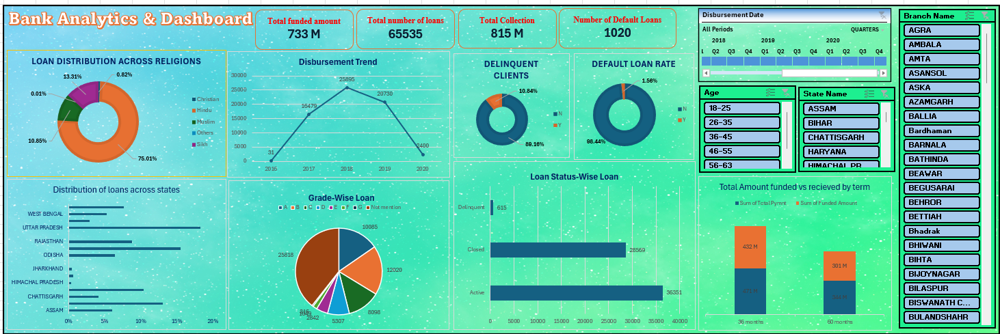 Bank Analytics & Dashboard
Total funded amount
733 M
Total number of loans
65535
Total Collection
815 M
Number of Default Loans
1020
Disbursement Date
All Periods
QUARTERS
2018 2019 2020
Q2 Q3 Q4 Q1 Q2 Q3 Q4 Q1 Q2 Q3 Q4
Branch Name
AGRA
AMBALA
AMTA
ASANSOL
ASKA
AZAMGARH
BALLIA
Bardhaman
BARNALA
BATHINDA
BEAWAR
BEGUSARAI
BEHROR
BETTIAH
Bhadrak
BHIWANI
BIHTA
BIJOYNAGAR
BILASPUR
BISWANATH C...
BULANDSHAHR
Age
18-25
26-35
36-45
46-55
56-63
State Name
ASSAM
BIHAR
CHATTISGARH
HARYANA
HIMACHAL PR...
LOAN DISTRIBUTION ACROSS RELIGIONS
0.82%
13.31%
0.01%
10.85%
75.01%
Christian
Hindu
Muslim
Others
Sikh
Disbursement Trend
30000
25000
20000
15000
10000
5000
0
31
16479
25895
20730
2400
2016 2017 2018 2019 2020
DELINQUENT
CLIENTS
10.84%
89.16%
N
Y
DEFAULT LOAN RATE
1.56%
98.44%
N
Y
Distribution of loans across states
WEST BENGAL
UTTAR PRADESH
RAJASTHAN
ODISHA
JHARKHAND
HIMACHAL PRADESH
CHATTISGARH
ASSAM
0% 5% 10% 15% 20%
Grade-Wise Loan
A B C D E F G Not mention
10085
12020
8098
5307
2842
1049
25818
Loan Status-Wise Loan
Delinquent 615
Closed 28569
Active 36351
0 5000 10000 15000 20000 25000 30000 35000 40000
Total Amount funded vs recieved by term
Sum of Total Pymnt Sum of Funded Amount
432 M
301 M
36 months 60 months